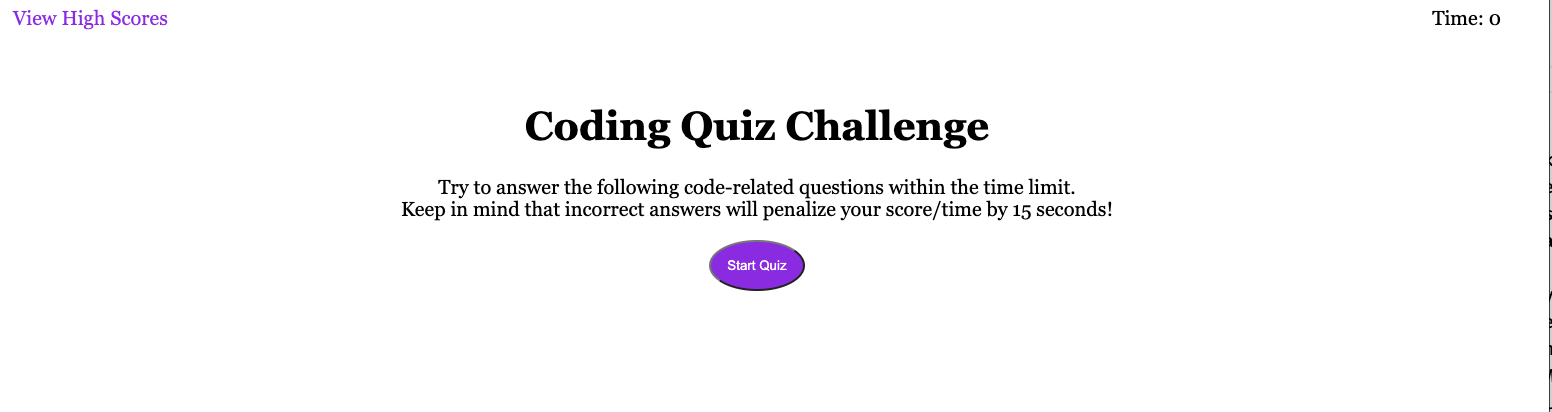 View High Scores
Time: 0
Coding Quiz Challenge
Try to answer the following code-related questions within the time limit.
Keep in mind that incorrect answers will penalize your score/time by 15 seconds!
Start Quiz